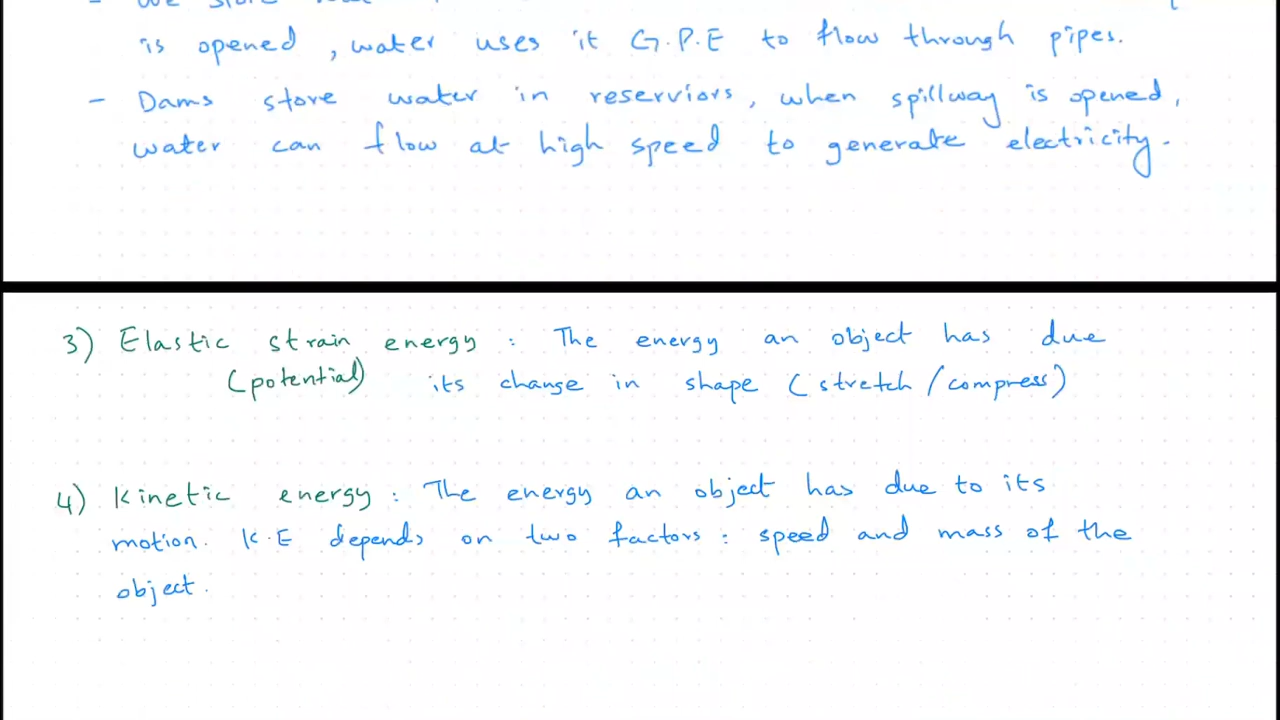 - we store
is opened, water uses it G.P.E to flow through pipes.
- Dams store water in reserviors, when spillway is opened,
water can flow at high speed to generate electricity.
3) Elastic strain energy : The energy an object has due
(potential) its change in shape (stretch/compress)
4) Kinetic energy : The energy an object has due to its
motion. K.E depends on two factors : speed and mass of the
object.